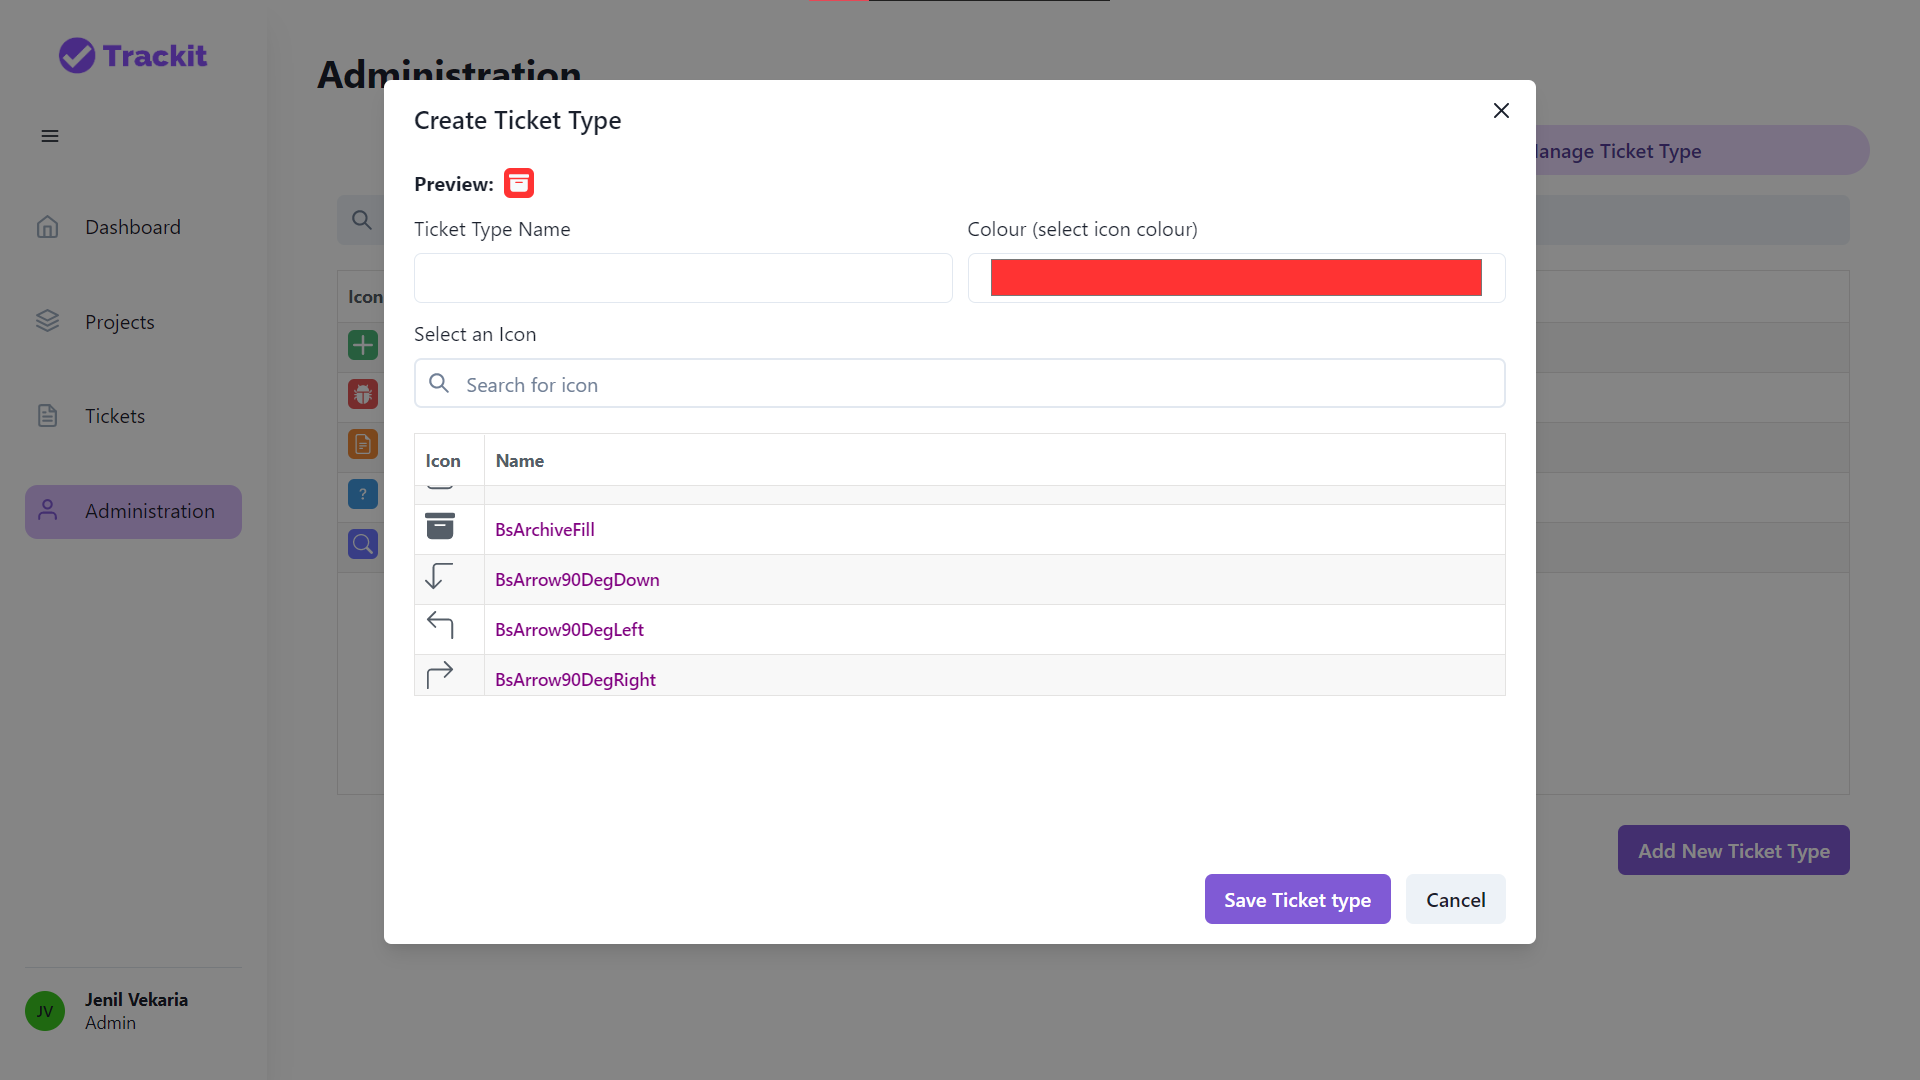 Trackit
Dashboard
Projects
Tickets
Administration
Jenil Vekaria
Admin
JV
Administration
Manage Ticket Type
Icon
?
Add New Ticket Type
Create Ticket Type
Preview:
Ticket Type Name
Colour (select icon colour)
Select an Icon
Search for icon
Icon
Name
BsArchiveFill
BsArrow90DegDown
BsArrow90DegLeft
BsArrow90DegRight
Save Ticket type
Cancel